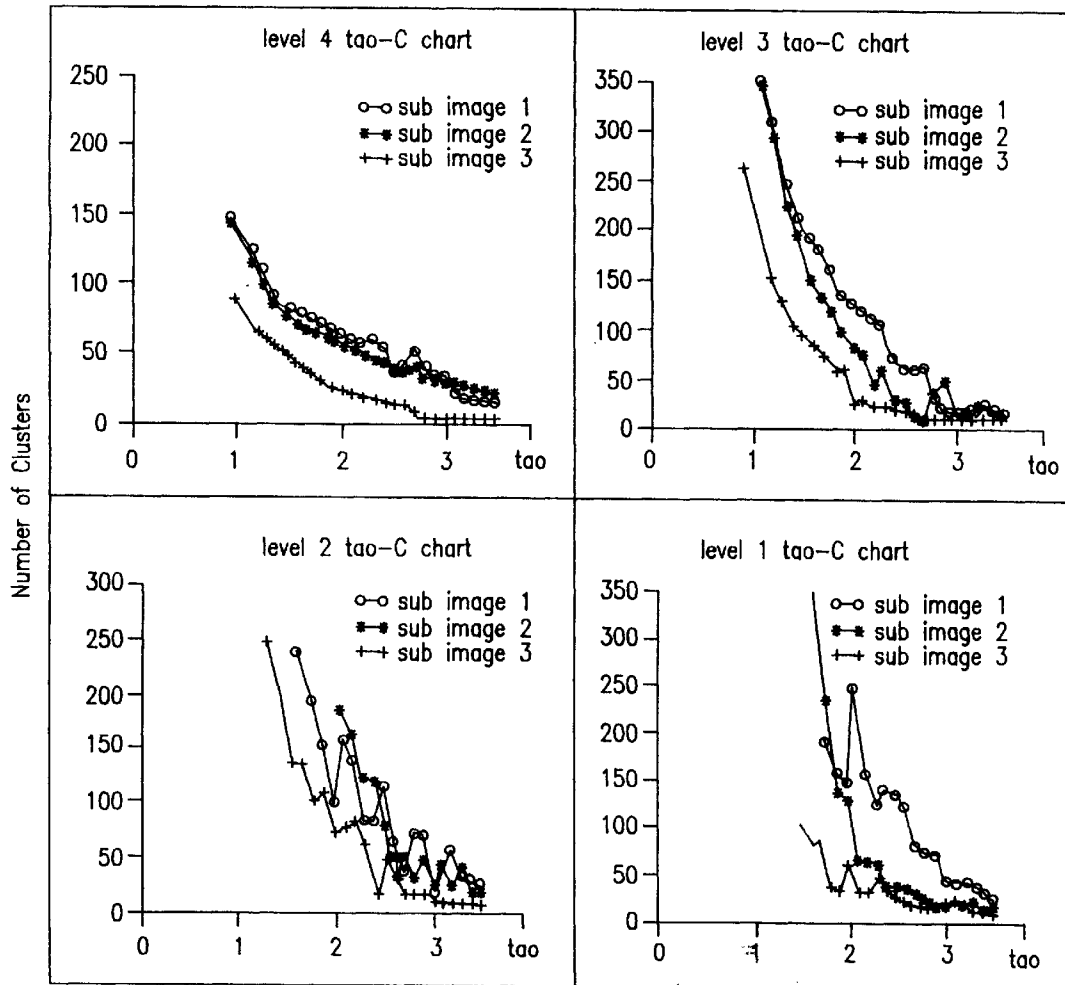 Number of Clusters
level 4 tao-C chart
250
200
150
100
50
0
0 1 2 3 tao
sub image 1
sub image 2
sub image 3
level 3 tao-C chart
350
300
250
200
150
100
50
0
0 1 2 3 tao
sub image 1
sub image 2
sub image 3
level 2 tao-C chart
300
250
200
150
100
50
0
0 1 2 3 tao
sub image 1
sub image 2
sub image 3
level 1 tao-C chart
350
300
250
200
150
100
50
0
0 1 2 3 tao
sub image 1
sub image 2
sub image 3